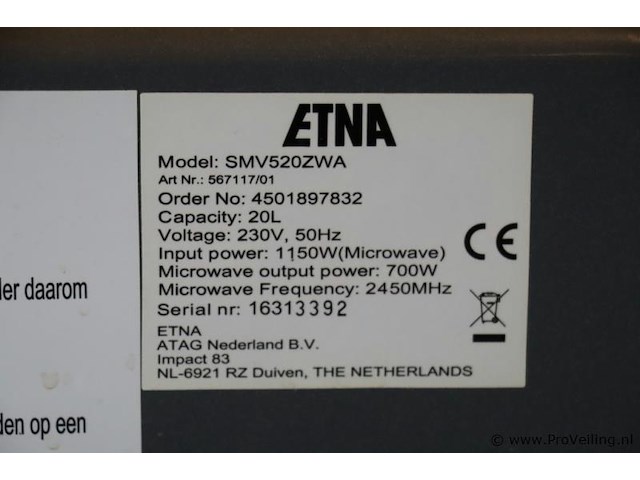 ETNA
Model: SMV520ZWA
Art Nr.: 567117/01
Order No: 4501897832
Capacity: 20L
Voltage: 230V, 50Hz
Input power: 1150W(Microwave)
Microwave output power: 700W
Microwave Frequency: 2450MHz
Serial nr: 16313392
ETNA
ATAG Nederland B.V.
Impact 83
NL-6921 RZ Duiven, THE NETHERLANDS
CE
daarom
op een
© www.ProVeiling.nl